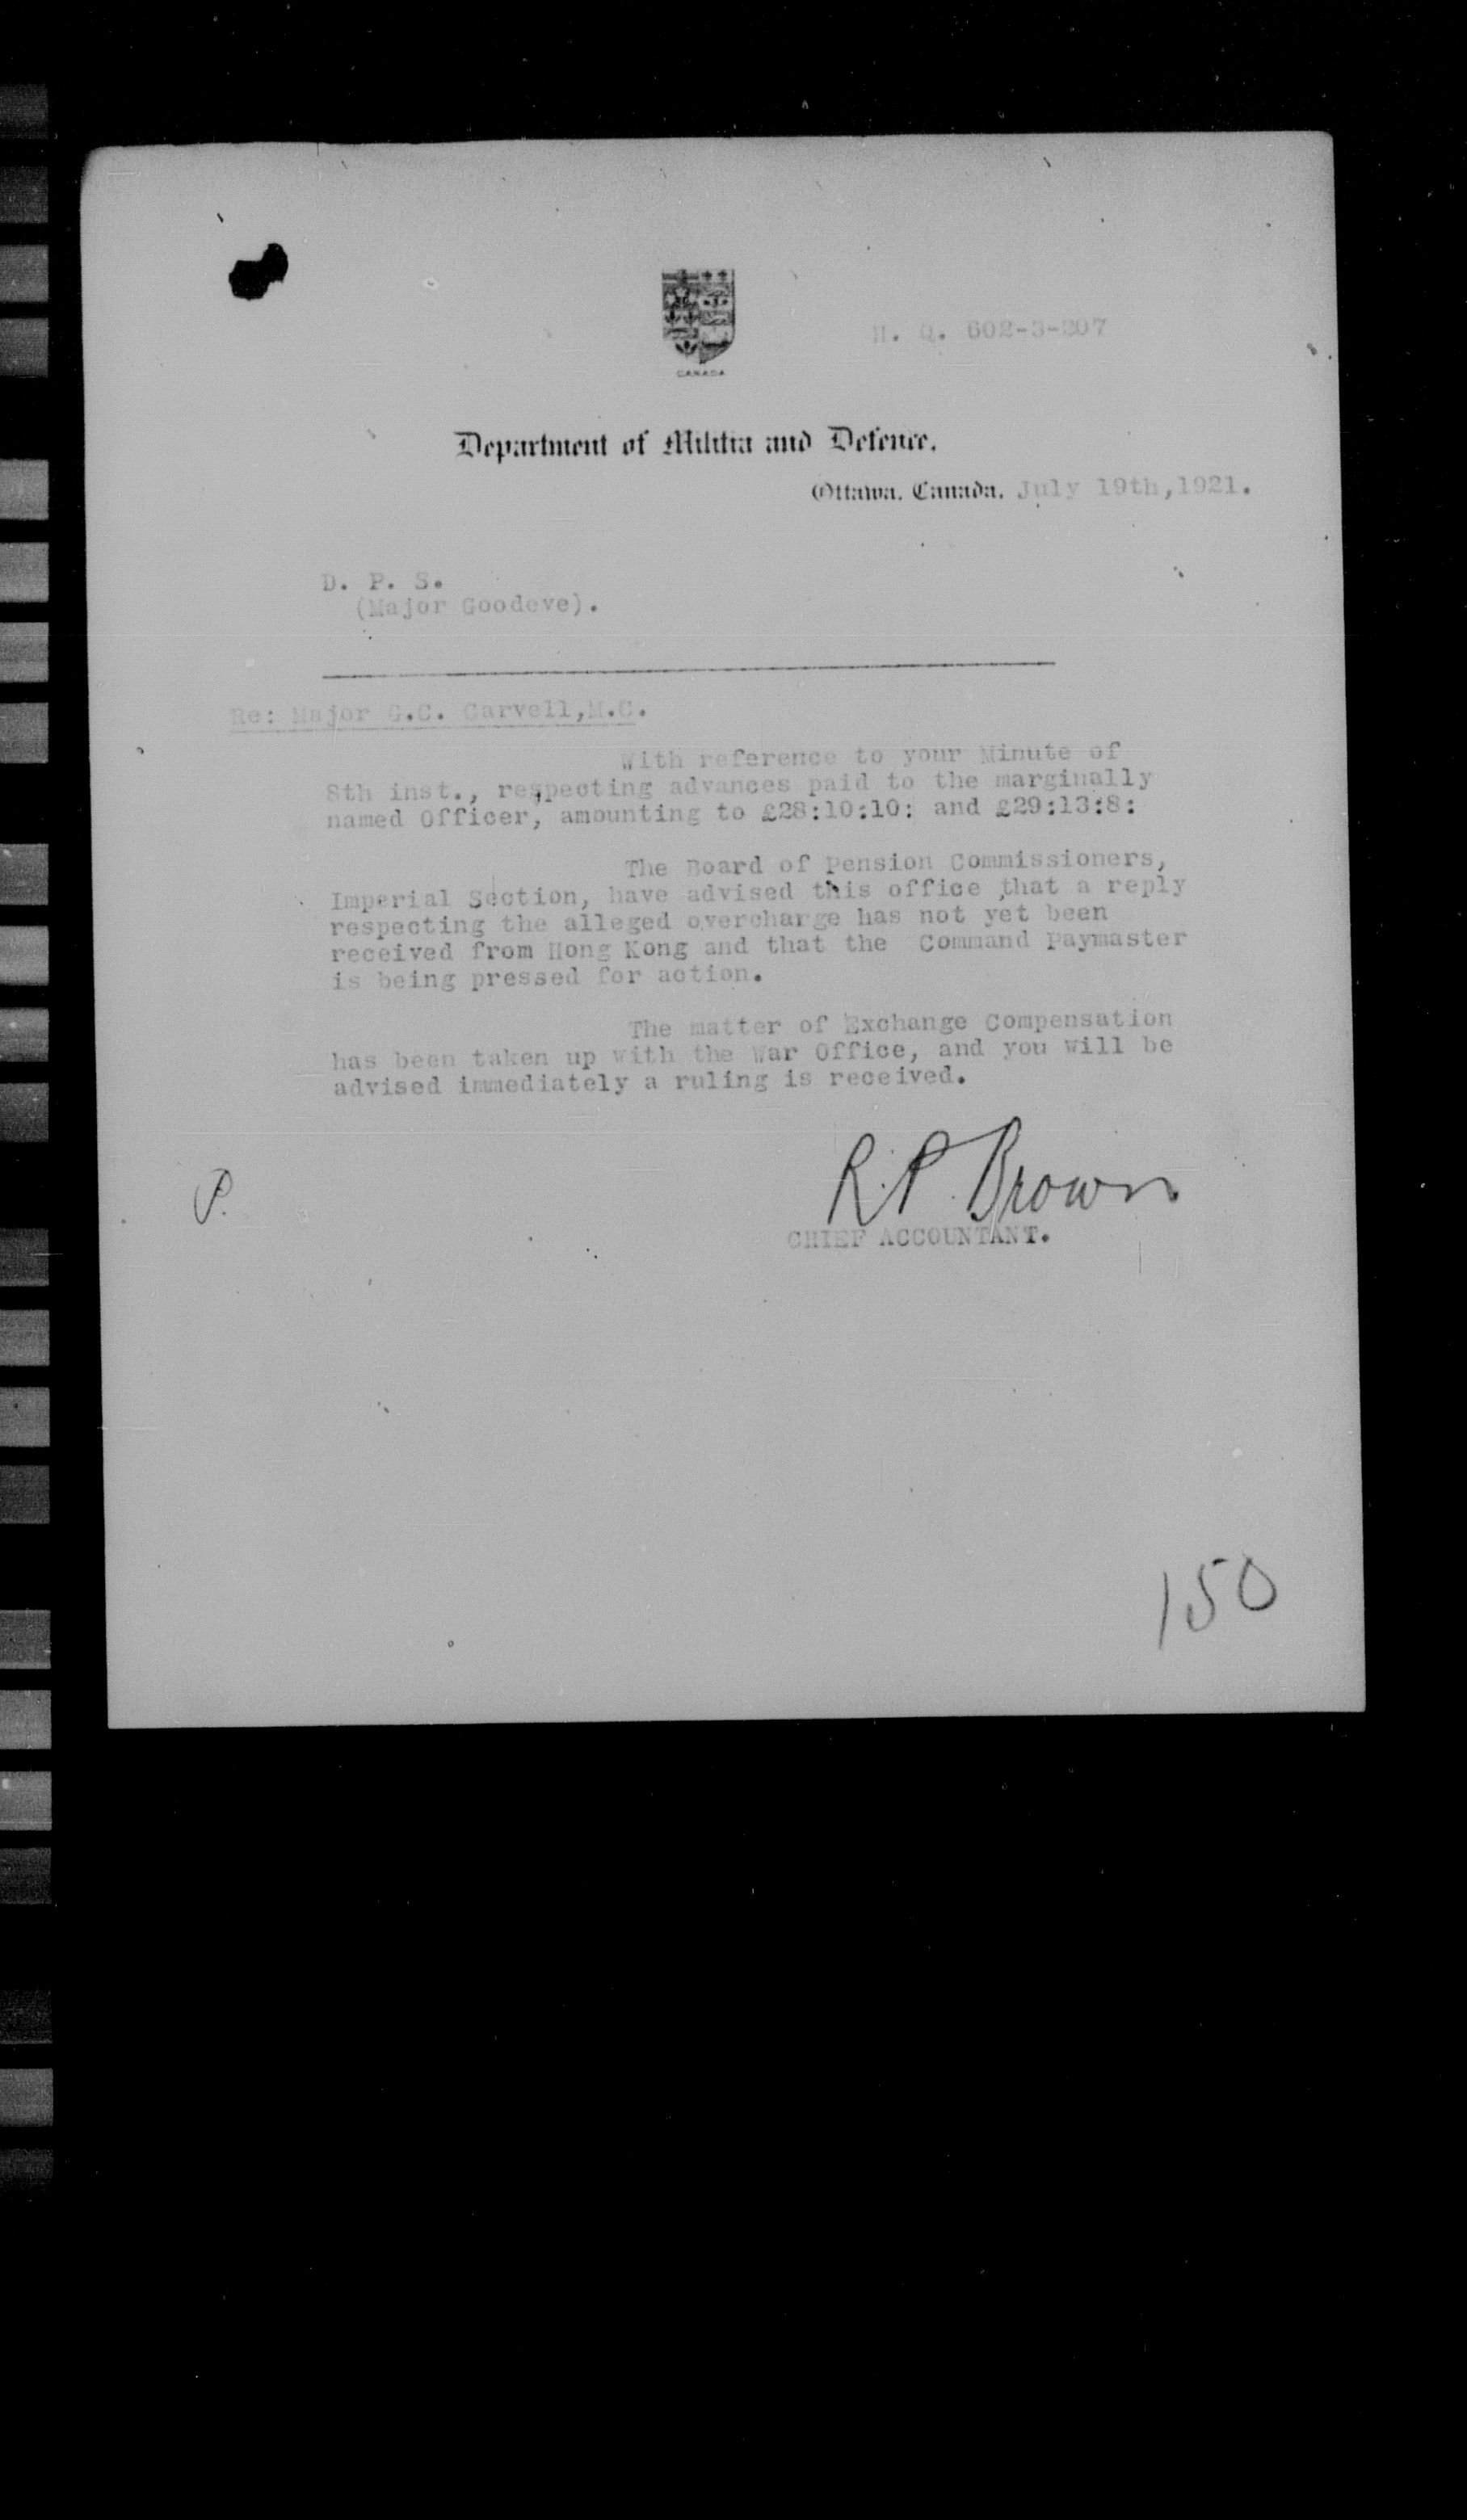 CANADA
H. Q. 602-3-207
Department of Militia and Defence.
Ottawa, Canada, July 19th,1921.
D. P. S.
(Major Goodeve).
Re: Major G.C. Carvell,M.C.
With reference to your Minute of
8th inst., respecting advances paid to the marginally
named Officer, amounting to £28:10:10: and £29:13:8:
The Board of Pension Commissioners,
Imperial Section, have advised this office that a reply
respecting the alleged overcharge has not yet been
received from Hong Kong and that the Command Paymaster
is being pressed for action.
The matter of Exchange Compensation
has been taken up with the War Office, and you will be
advised immediately a ruling is received.
R.P. Brown
P.
CHIEF ACCOUNTANT.
150